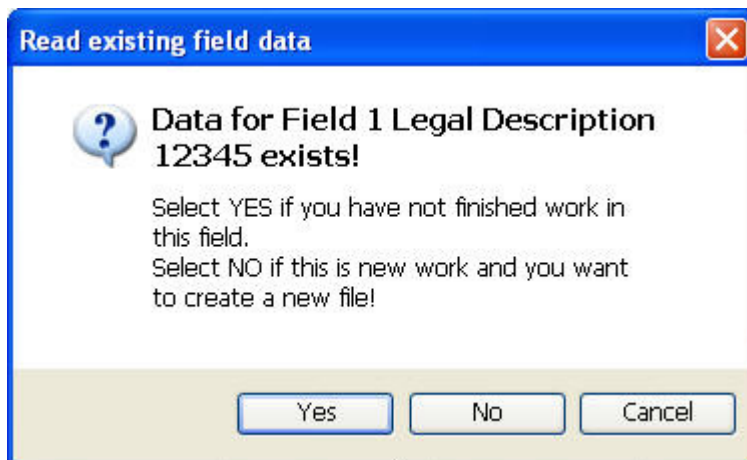 Read existing field data
Data for Field 1 Legal Description
12345 exists!
Select YES if you have not finished work in
this field.
Select NO if this is new work and you want
to create a new file!
Yes No Cancel